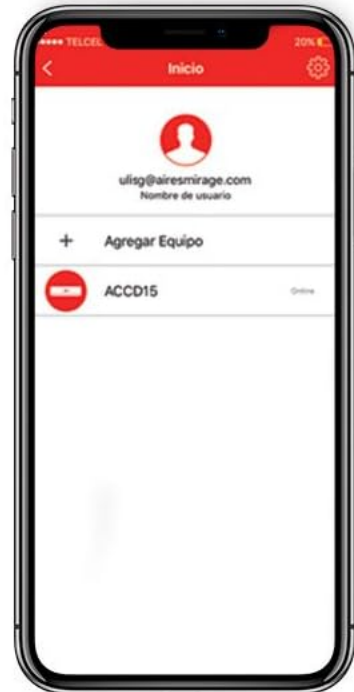 TELCEL
20%
Inicio
ulisg@airesmirage.com
Nombre de usuario
+ Agregar Equipo
ACCD15
Online